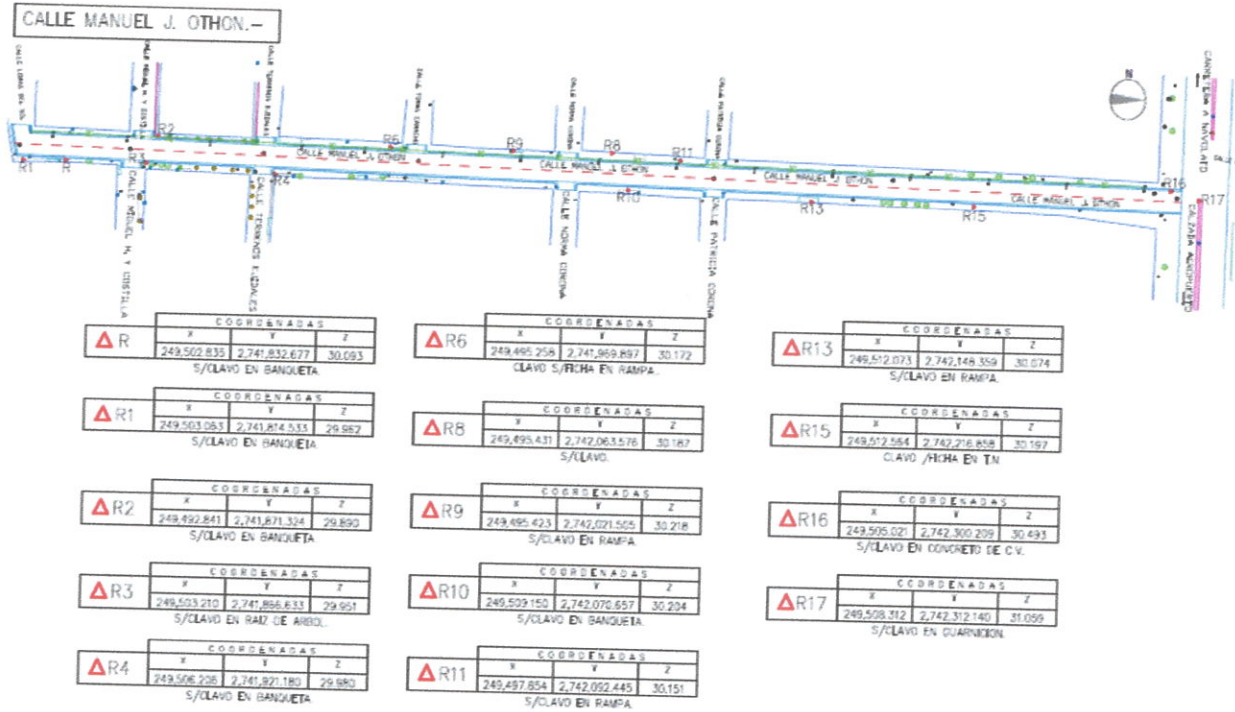 CALLE MANUEL J. OTHON.-
CARRETERA A NAVOLATO
R2
R6
R9
R8
R11
R16
R17
R1
R
R4
R10
R13
R15
CALLE MANUEL J. OTHON
CALLE MANUEL J. OTHON
CALLE MANUEL J. OTHON
CALLE MANUEL J. OTHON
CALLE MIGUEL H. Y COSTILLA
CALLE TERRENOS EJIDALES
CALLE NORMA CORONA
CALLE PATRICIA CORONA
CALZADA AEROPUERTO
R
COORDENADAS
X Y Z
249,502.835 2,741,832.677 30.093
S/CLAVO EN BANQUETA.
R1
COORDENADAS
X Y Z
249,503.063 2,741,814.533 29.962
S/CLAVO EN BANQUETA.
R2
COORDENADAS
X Y Z
249,492.841 2,741,871.324 29.890
S/CLAVO EN BANQUETA.
R3
COORDENADAS
X Y Z
249,503.210 2,741,866.633 29.951
S/CLAVO EN RAIZ DE ARBOL.
R4
COORDENADAS
X Y Z
249,506.206 2,741,921.180 29.980
S/CLAVO EN BANQUETA.
R6
COORDENADAS
X Y Z
249,495.258 2,741,969.897 30.172
CLAVO S/FICHA EN RAMPA.
R8
COORDENADAS
X Y Z
249,495.431 2,742,063.576 30.187
S/CLAVO.
R9
COORDENADAS
X Y Z
249,495.423 2,742,021.505 30.218
S/CLAVO EN RAMPA.
R10
COORDENADAS
X Y Z
249,509.150 2,742,070.657 30.204
S/CLAVO EN BANQUETA.
R11
COORDENADAS
X Y Z
249,497.854 2,742,092.445 30.151
S/CLAVO EN RAMPA.
R13
COORDENADAS
X Y Z
249,512.073 2,742,148.359 30.074
S/CLAVO EN RAMPA.
R15
COORDENADAS
X Y Z
249,512.564 2,742,216.858 30.197
CLAVO /FICHA EN T.N.
R16
COORDENADAS
X Y Z
249,505.021 2,742,300.209 30.493
S/CLAVO EN CONCRETO DE C.V.
R17
COORDENADAS
X Y Z
249,508.312 2,742,312.140 31.059
S/CLAVO EN GUARNICION.